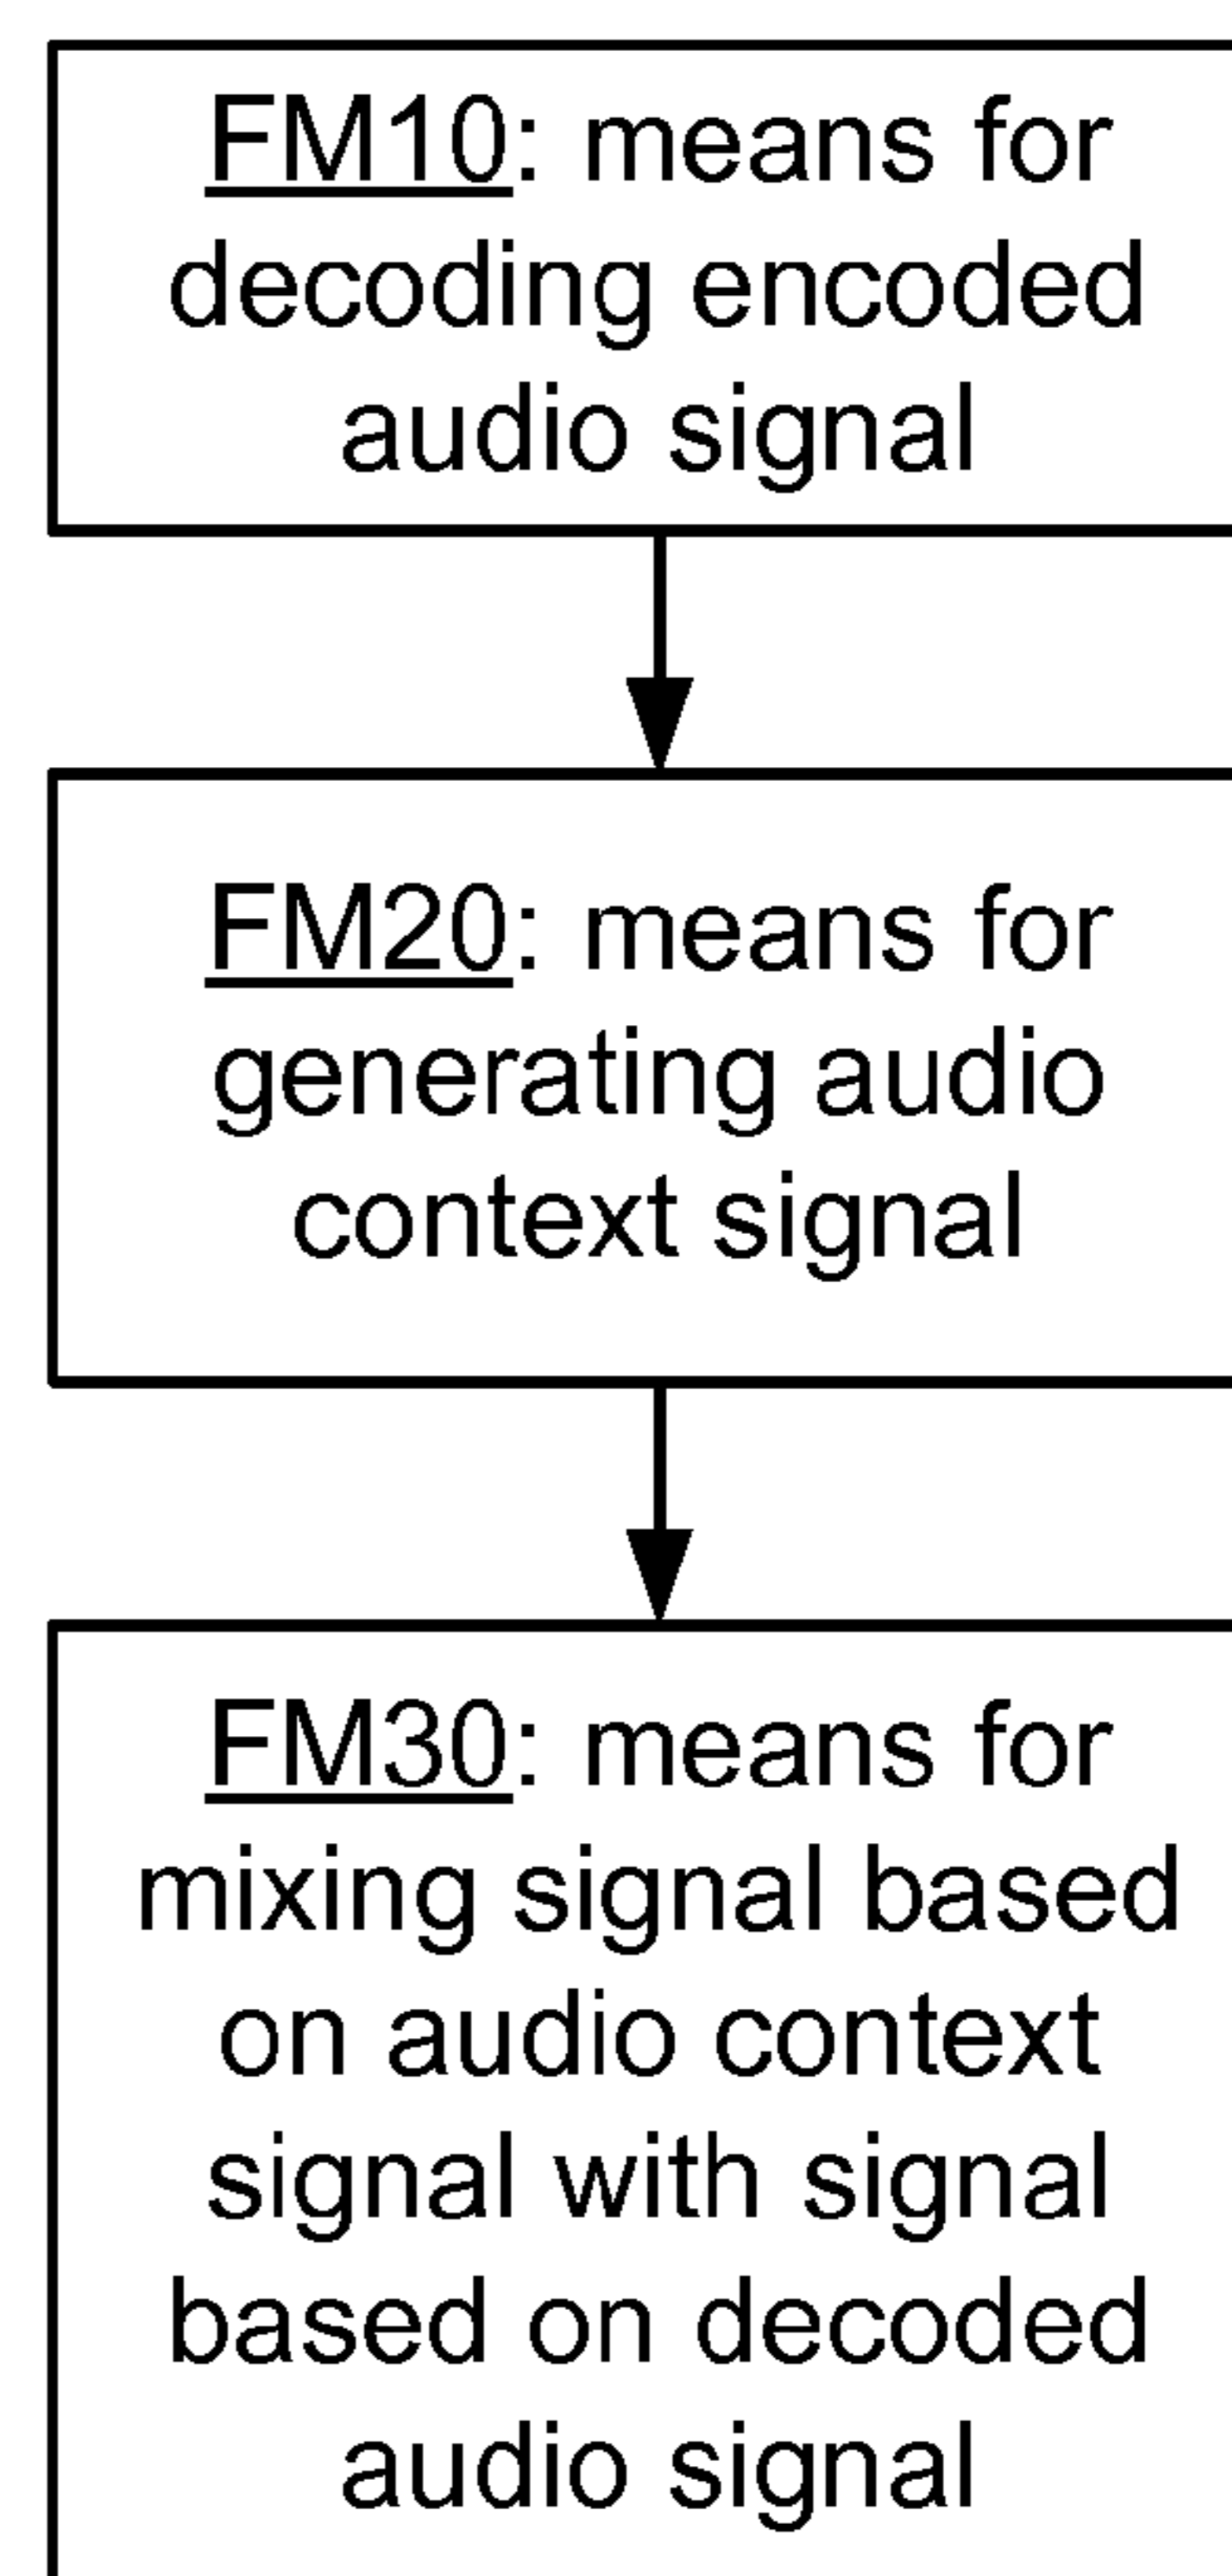 FM10: means for
decoding encoded
audio signal
FM20: means for
generating audio
context signal
FM30: means for
mixing signal based
on audio context
signal with signal
based on decoded
audio signal